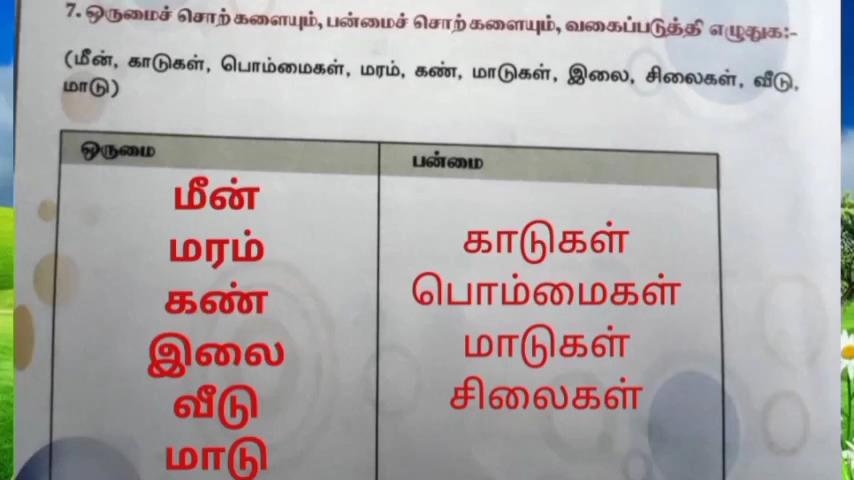 7. ஒருமைச் சொற்களையும், பன்மைச் சொற்களையும், வகைப்படுத்தி எழுதுக:-
(மீன், காடுகள், பொம்மைகள், மரம், கண், மாடுகள், இலை, சிலைகள், வீடு,
மாடு)
ஒருமை
பன்மை
மீன்
மரம்
கண்
இலை
வீடு
மாடு
காடுகள்
பொம்மைகள்
மாடுகள்
சிலைகள்